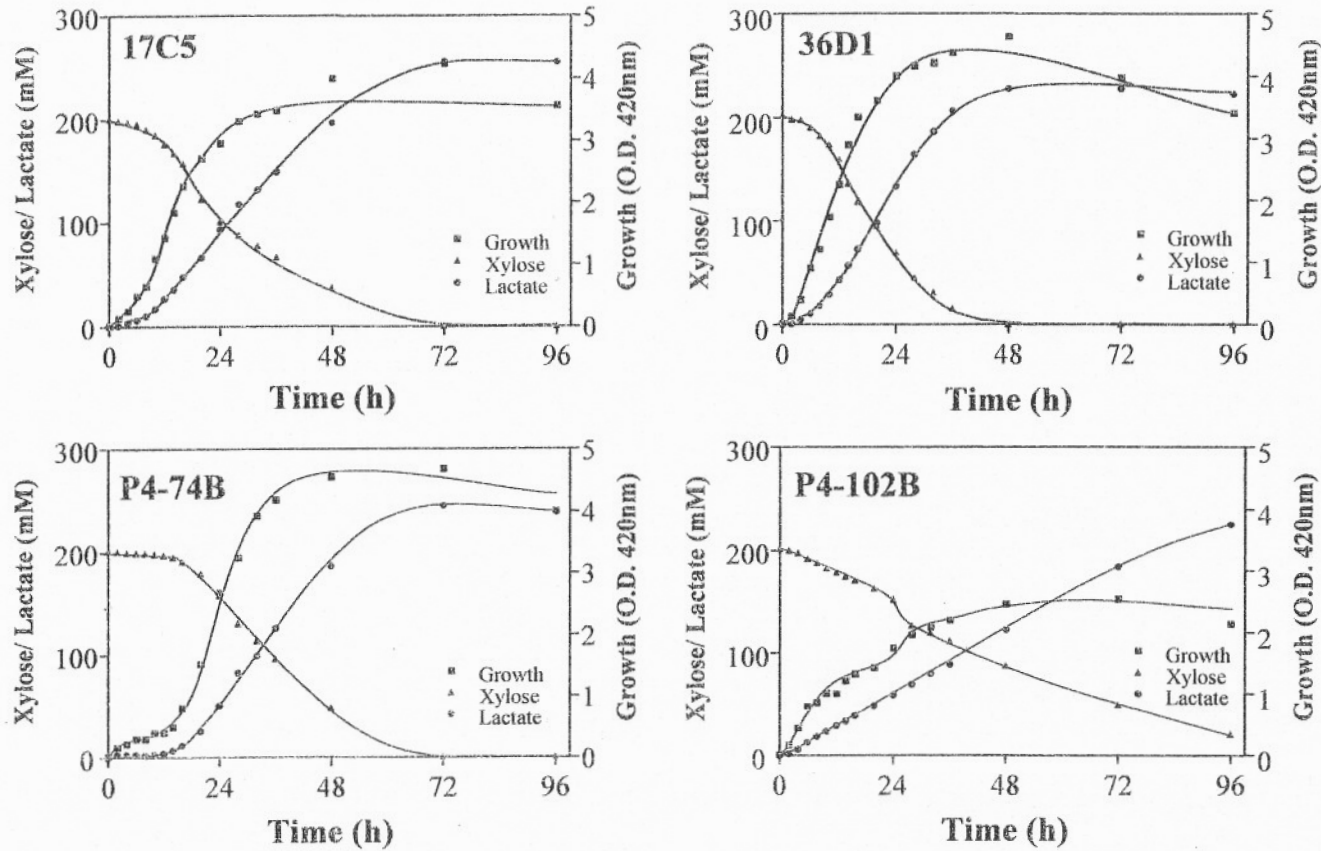 17C5
Xylose/ Lactate (mM)
300
200
100
0
5
4
3
2
1
0
Growth (O.D. 420nm)
Growth
Xylose
Lactate
0 24 48 72 96
Time (h)
36D1
Xylose/ Lactate (mM)
300
200
100
0
5
4
3
2
1
0
Growth (O.D. 420nm)
Growth
Xylose
Lactate
0 24 48 72 96
Time (h)
P4-74B
Xylose/ Lactate (mM)
300
200
100
0
5
4
3
2
1
0
Growth (O.D. 420nm)
Growth
Xylose
Lactate
0 24 48 72 96
Time (h)
P4-102B
Xylose/ Lactate (mM)
300
200
100
0
5
4
3
2
1
0
Growth (O.D. 420nm)
Growth
Xylose
Lactate
0 24 48 72 96
Time (h)